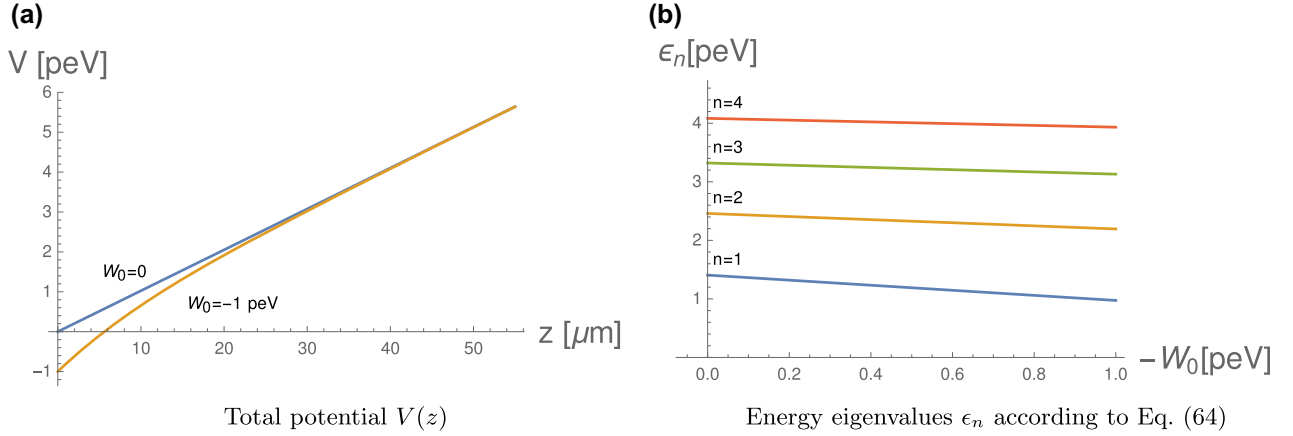 (a)
V [peV]
6
5
4
3
2
1
−1
W₀=0
W₀=−1 peV
10 20 30 40 50
z [μm]
Total potential V(z)
(b)
ϵₙ[peV]
n=4
4
n=3
3
n=2
2
n=1
1
0.0 0.2 0.4 0.6 0.8 1.0
−W₀[peV]
Energy eigenvalues ϵₙ according to Eq. (64)